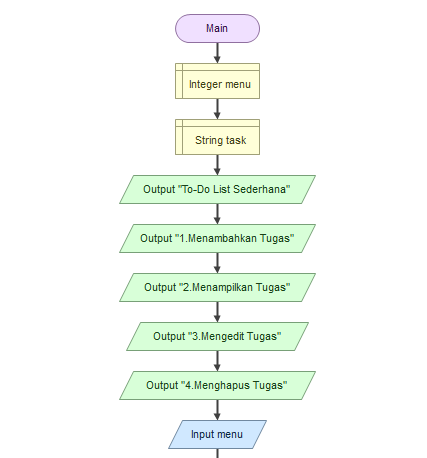 Main
Integer menu
String task
Output "To-Do List Sederhana"
Output "1.Menambahkan Tugas"
Output "2.Menampilkan Tugas"
Output "3.Mengedit Tugas"
Output "4.Menghapus Tugas"
Input menu